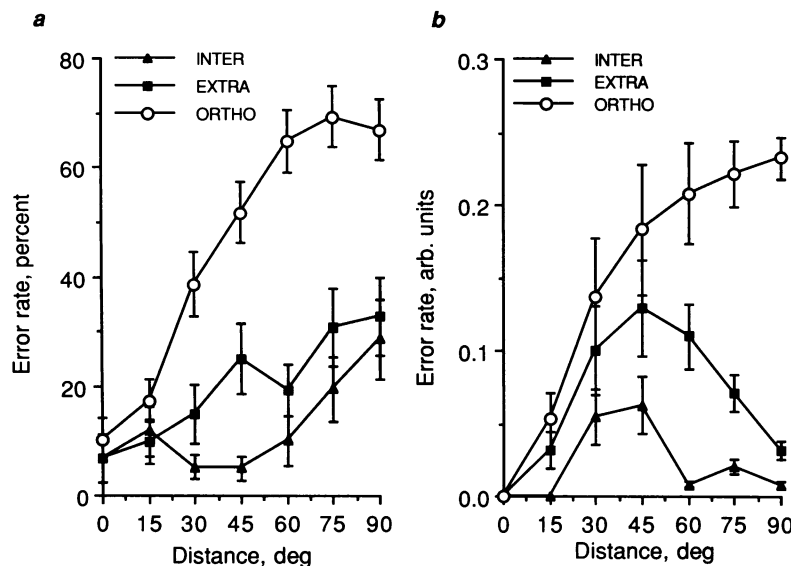 a
80
60
40
20
0
INTER
EXTRA
ORTHO
Error rate, percent
0 15 30 45 60 75 90
Distance, deg
b
0.3
0.2
0.1
0.0
INTER
EXTRA
ORTHO
Error rate, arb. units
0 15 30 45 60 75 90
Distance, deg